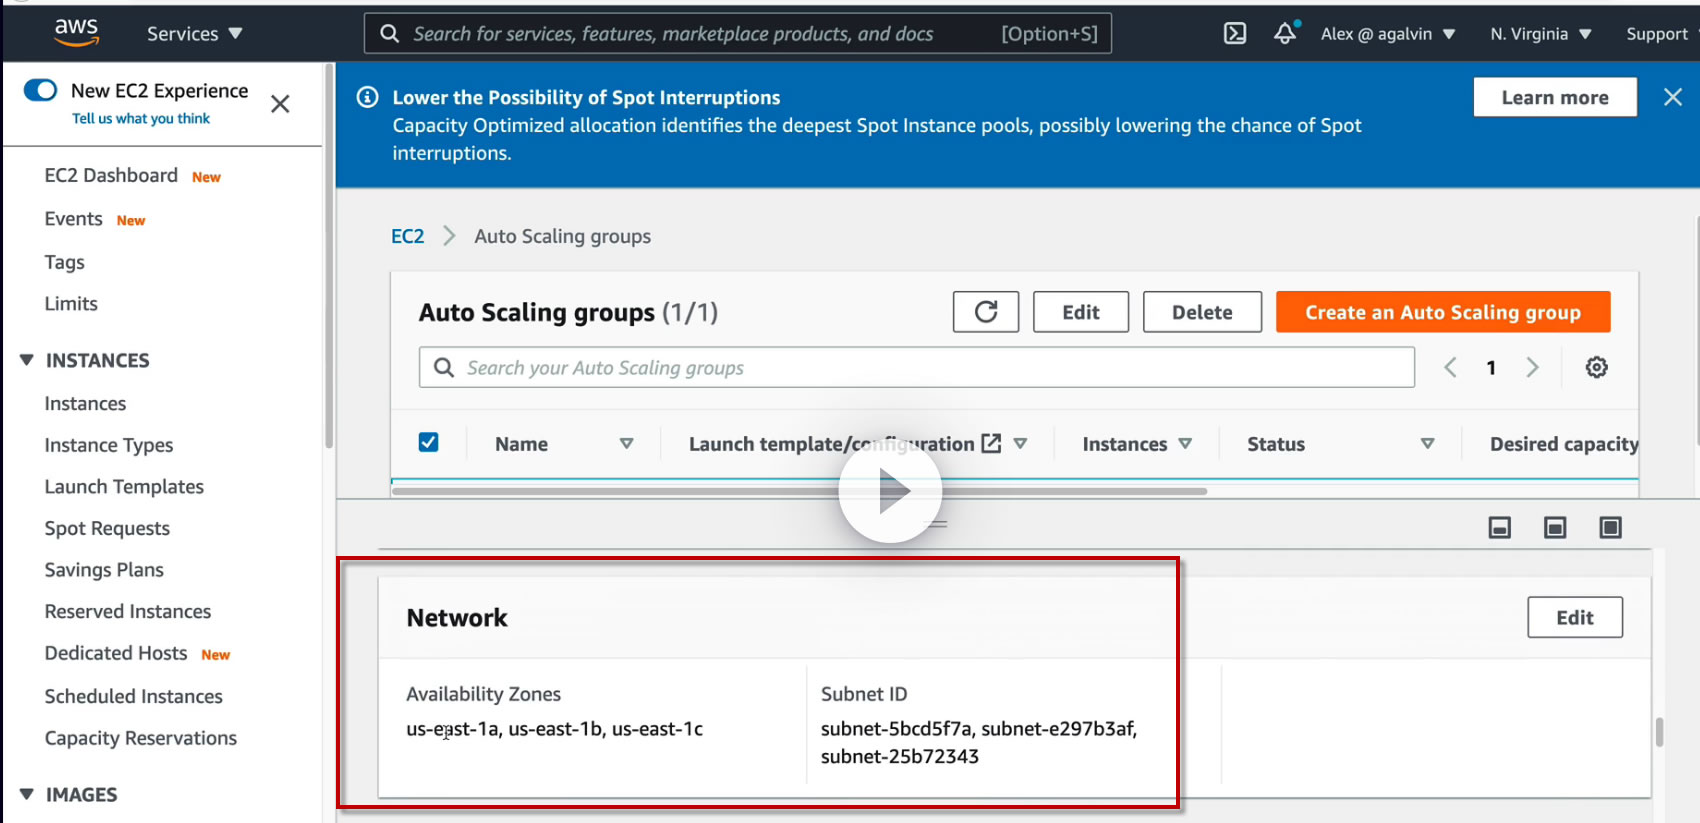 aws
Services
Search for services, features, marketplace products, and docs
[Option+S]
Alex @ agalvin
N. Virginia
Support
New EC2 Experience
Tell us what you think
EC2 Dashboard New
Events New
Tags
Limits
INSTANCES
Instances
Instance Types
Launch Templates
Spot Requests
Savings Plans
Reserved Instances
Dedicated Hosts New
Scheduled Instances
Capacity Reservations
IMAGES
Lower the Possibility of Spot Interruptions
Capacity Optimized allocation identifies the deepest Spot Instance pools, possibly lowering the chance of Spot
interruptions.
Learn more
EC2 > Auto Scaling groups
Auto Scaling groups (1/1)
Edit
Delete
Create an Auto Scaling group
Search your Auto Scaling groups
1
Name
Launch template/configuration
Instances
Status
Desired capacity
Network
Edit
Availability Zones
us-east-1a, us-east-1b, us-east-1c
Subnet ID
subnet-5bcd5f7a, subnet-e297b3af,
subnet-25b72343